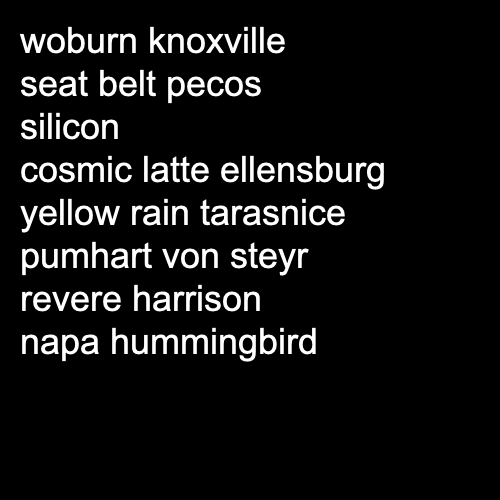 woburn knoxville
seat belt pecos
silicon
cosmic latte ellensburg
yellow rain tarasnice
pumhart von steyr
revere harrison
napa hummingbird